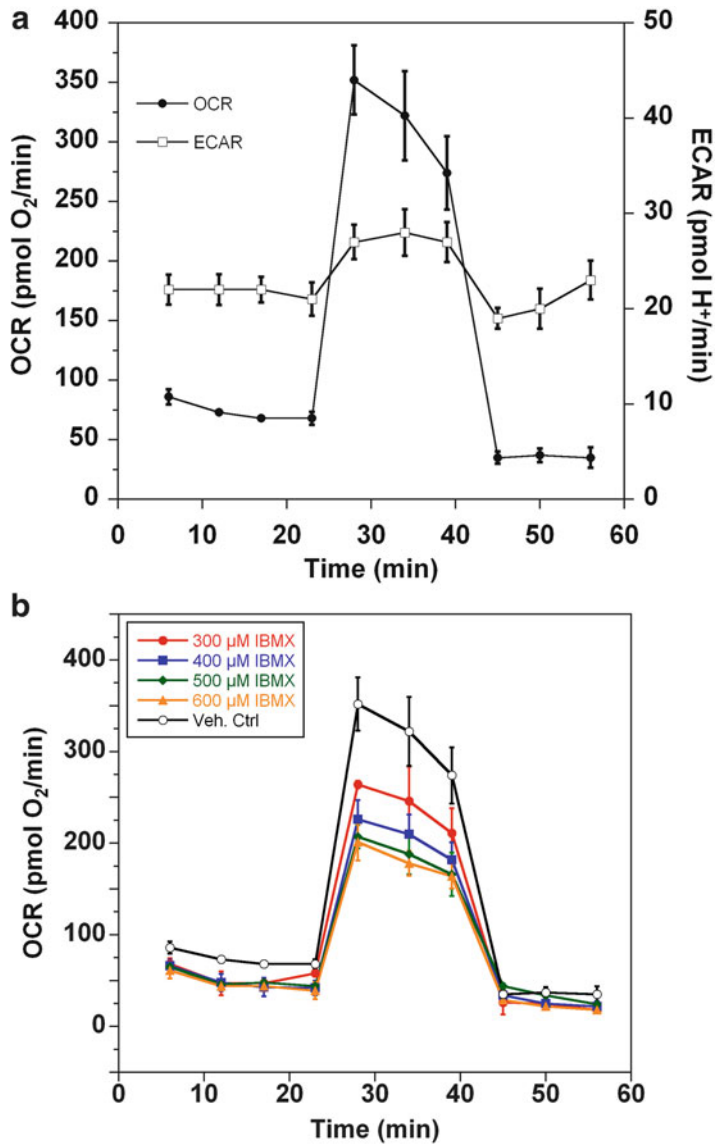 a
OCR (pmol O₂/min)
400
350
300
250
200
150
100
50
0
OCR
ECAR
50
40
30
20
10
0
ECAR (pmol H⁺/min)
0 10 20 30 40 50 60
Time (min)
b
OCR (pmol O₂/min)
400
300
200
100
0
300 µM IBMX
400 µM IBMX
500 µM IBMX
600 µM IBMX
Veh. Ctrl
0 10 20 30 40 50 60
Time (min)